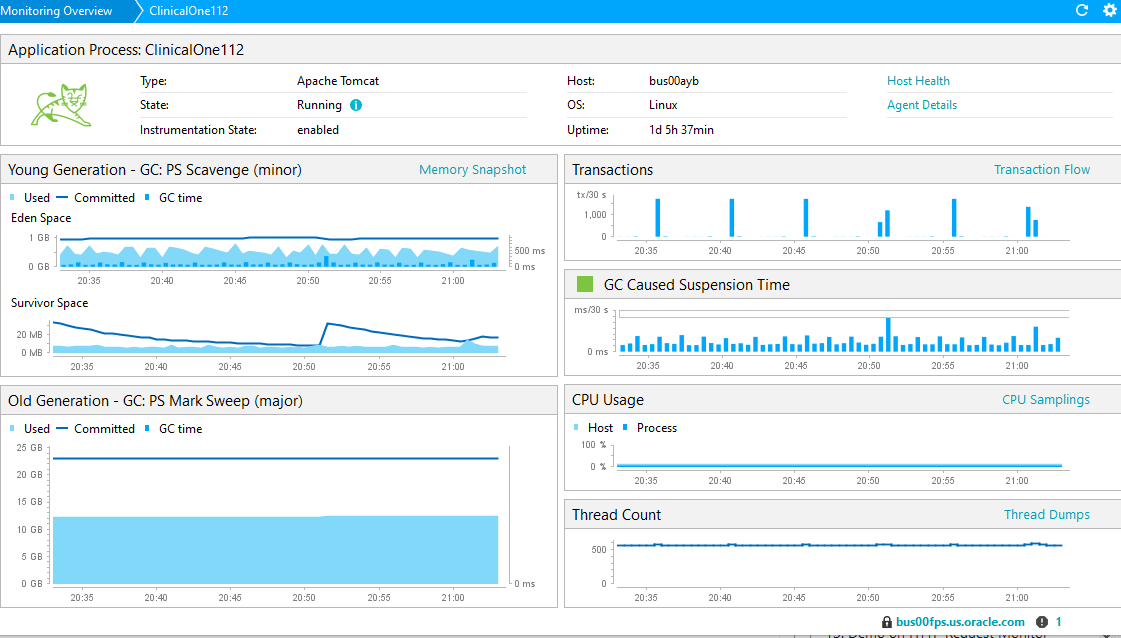 Monitoring Overview ClinicalOne112
Application Process: ClinicalOne112
Type: Apache Tomcat
State: Running
Instrumentation State: enabled
Host: bus00ayb
OS: Linux
Uptime: 1d 5h 37min
Host Health
Agent Details
Young Generation - GC: PS Scavenge (minor) Memory Snapshot
Used Committed GC time
Eden Space
1 GB
0 GB
500 ms
0 ms
20:35 20:40 20:45 20:50 20:55 21:00
Survivor Space
20 MB
0 MB
20:35 20:40 20:45 20:50 20:55 21:00
Old Generation - GC: PS Mark Sweep (major)
Used Committed GC time
25 GB
20 GB
15 GB
10 GB
5 GB
0 GB
0 ms
20:35 20:40 20:45 20:50 20:55 21:00
Transactions Transaction Flow
tx/30 s
1,000
0
20:35 20:40 20:45 20:50 20:55 21:00
GC Caused Suspension Time
ms/30 s
0 ms
20:35 20:40 20:45 20:50 20:55 21:00
CPU Usage CPU Samplings
Host Process
100 %
0 %
20:35 20:40 20:45 20:50 20:55 21:00
Thread Count Thread Dumps
500
0
20:35 20:40 20:45 20:50 20:55 21:00
bus00fps.us.oracle.com 1